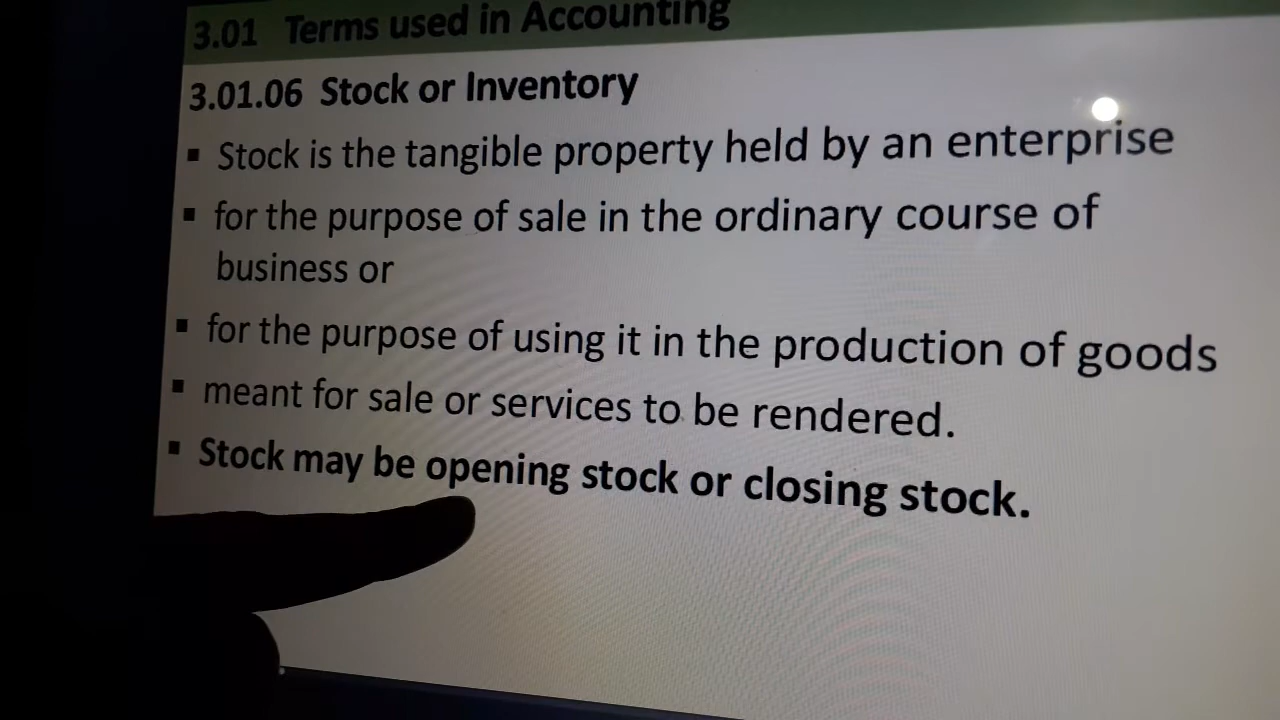 3.01 Terms used in Accounting
3.01.06 Stock or Inventory
▪ Stock is the tangible property held by an enterprise
▪ for the purpose of sale in the ordinary course of
business or
▪ for the purpose of using it in the production of goods
▪ meant for sale or services to be rendered.
▪ Stock may be opening stock or closing stock.